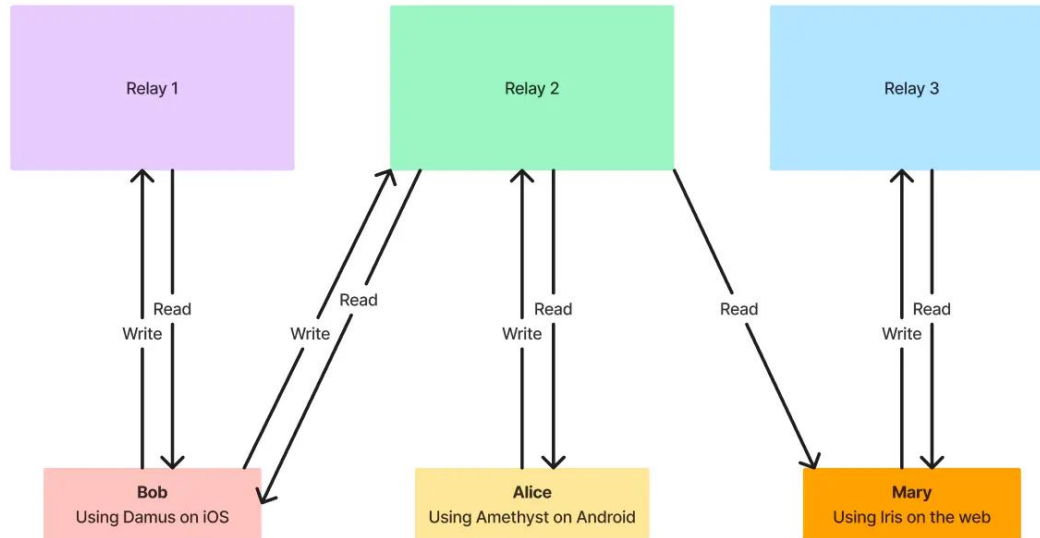 Relay 1
Relay 2
Relay 3
Read
Write
Read
Write
Read
Write
Read
Read
Write
Bob
Using Damus on iOS
Alice
Using Amethyst on Android
Mary
Using Iris on the web